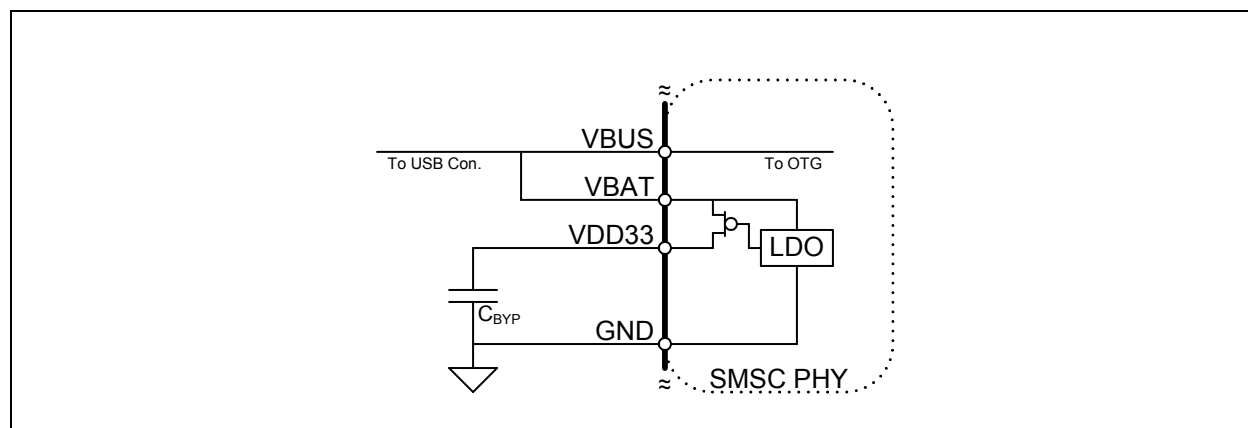 VBUS
To USB Con.
To OTG
VBAT
VDD33
LDO
CBYP
GND
SMSC PHY